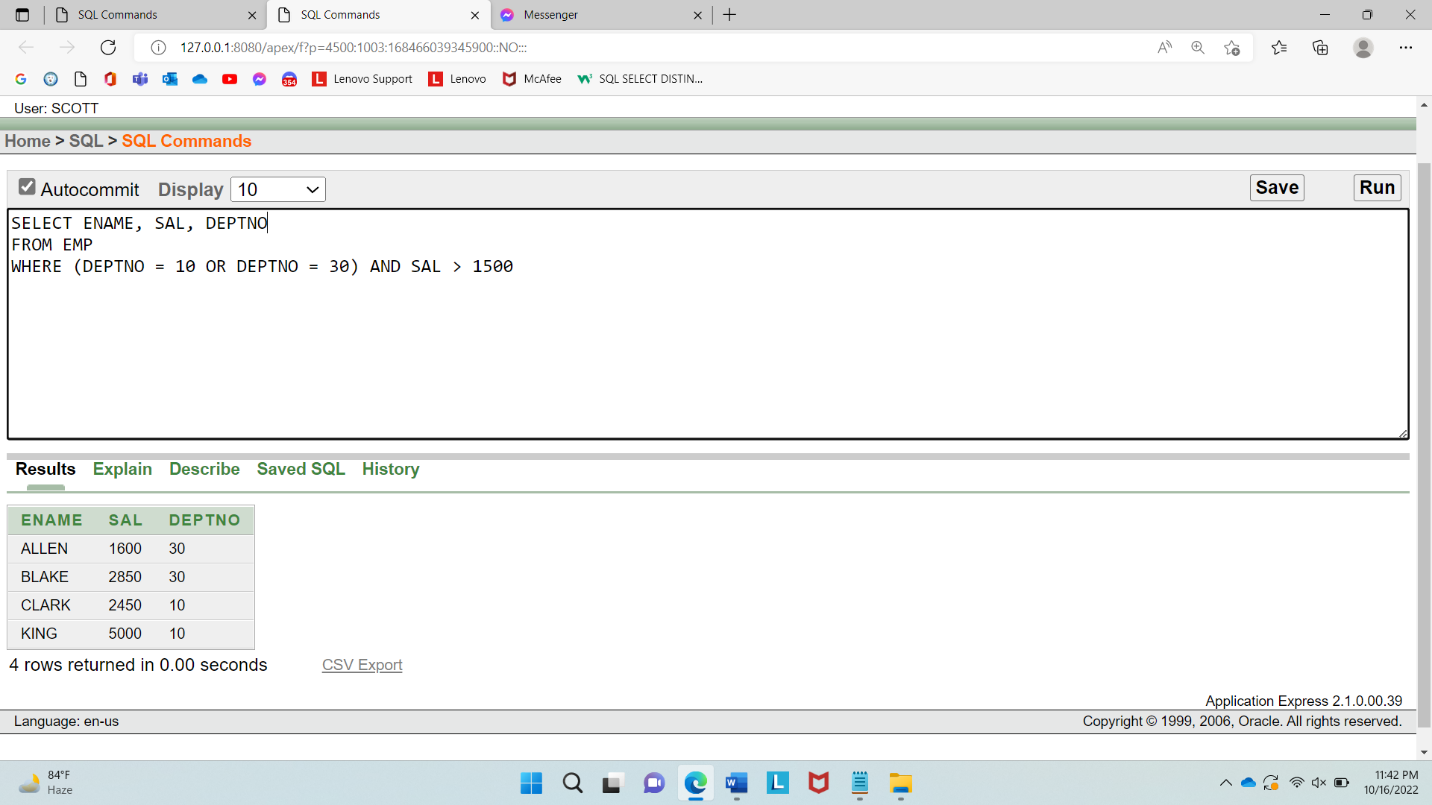 SQL Commands
SQL Commands
Messenger
127.0.0.1:8080/apex/f?p=4500:1003:168466039345900::NO:::
354
L Lenovo Support
L Lenovo
McAfee
SQL SELECT DISTIN...
User: SCOTT
Home > SQL > SQL Commands
Autocommit Display 10 Save Run
SELECT ENAME, SAL, DEPTNO
FROM EMP
WHERE (DEPTNO = 10 OR DEPTNO = 30) AND SAL > 1500
Results Explain Describe Saved SQL History
ENAME SAL DEPTNO
ALLEN 1600 30
BLAKE 2850 30
CLARK 2450 10
KING 5000 10
4 rows returned in 0.00 seconds CSV Export
Application Express 2.1.0.00.39
Language: en-us Copyright © 1999, 2006, Oracle. All rights reserved.
84°F
Haze
11:42 PM
10/16/2022